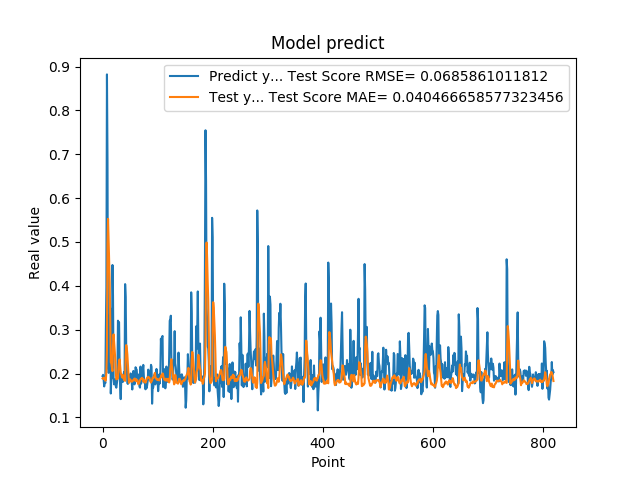 Model predict
Predict y... Test Score RMSE= 0.0685861011812
Test y... Test Score MAE= 0.040466658577323456
Real value
0.9
0.8
0.7
0.6
0.5
0.4
0.3
0.2
0.1
0 200 400 600 800
Point